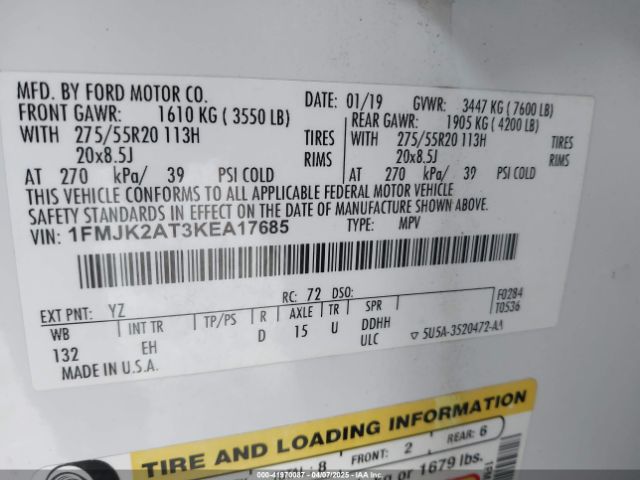 MFD. BY FORD MOTOR CO.
DATE: 01/19 GVWR: 3447 KG ( 7600 LB)
FRONT GAWR: 1610 KG ( 3550 LB)
REAR GAWR: 1905 KG ( 4200 LB)
WITH 275/55R20 113H TIRES
WITH 275/55R20 113H TIRES
20x8.5J RIMS
20x8.5J RIMS
AT 270 kPa/ 39 PSI COLD
AT 270 kPa/ 39 PSI COLD
THIS VEHICLE CONFORMS TO ALL APPLICABLE FEDERAL MOTOR VEHICLE
SAFETY STANDARDS IN EFFECT ON THE DATE OF MANUFACTURE SHOWN ABOVE.
VIN: 1FMJK2AT3KEA17685 TYPE: MPV
EXT PNT: YZ RC: 72 DSO: F0284
T0536
WB INT TR TP/PS R AXLE TR SPR
132 EH D 15 U DDHH
ULC
MADE IN U.S.A.
5U5A-3520472-AA
TIRE AND LOADING INFORMATION
8 FRONT: 2 REAR: 6
or 1679 lbs.
IAA 41970087 04/07/2025 www.iaai.com